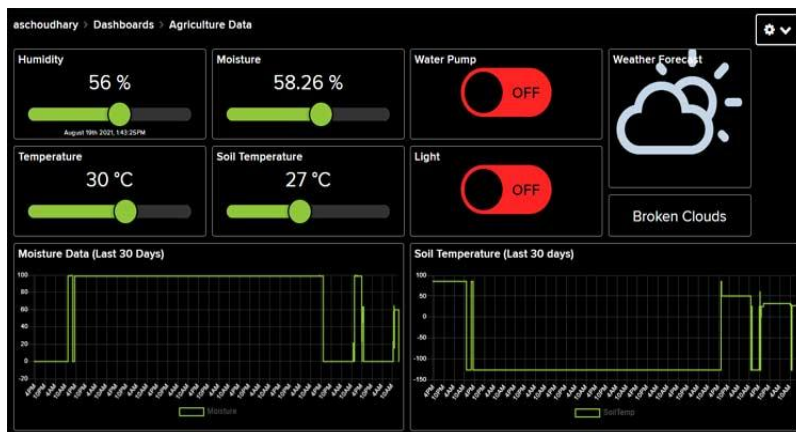 aschoudhary > Dashboards > Agriculture Data
Humidity
56 %
August 19th 2021, 1:43:25PM
Moisture
58.26 %
Water Pump
OFF
Weather Forecast
Temperature
30 °C
Soil Temperature
27 °C
Light
OFF
Broken Clouds
Moisture Data (Last 30 Days)
100
80
60
40
20
0
-20
Moisture
Soil Temperature (Last 30 days)
100
50
0
-50
-100
-150
SoilTemp